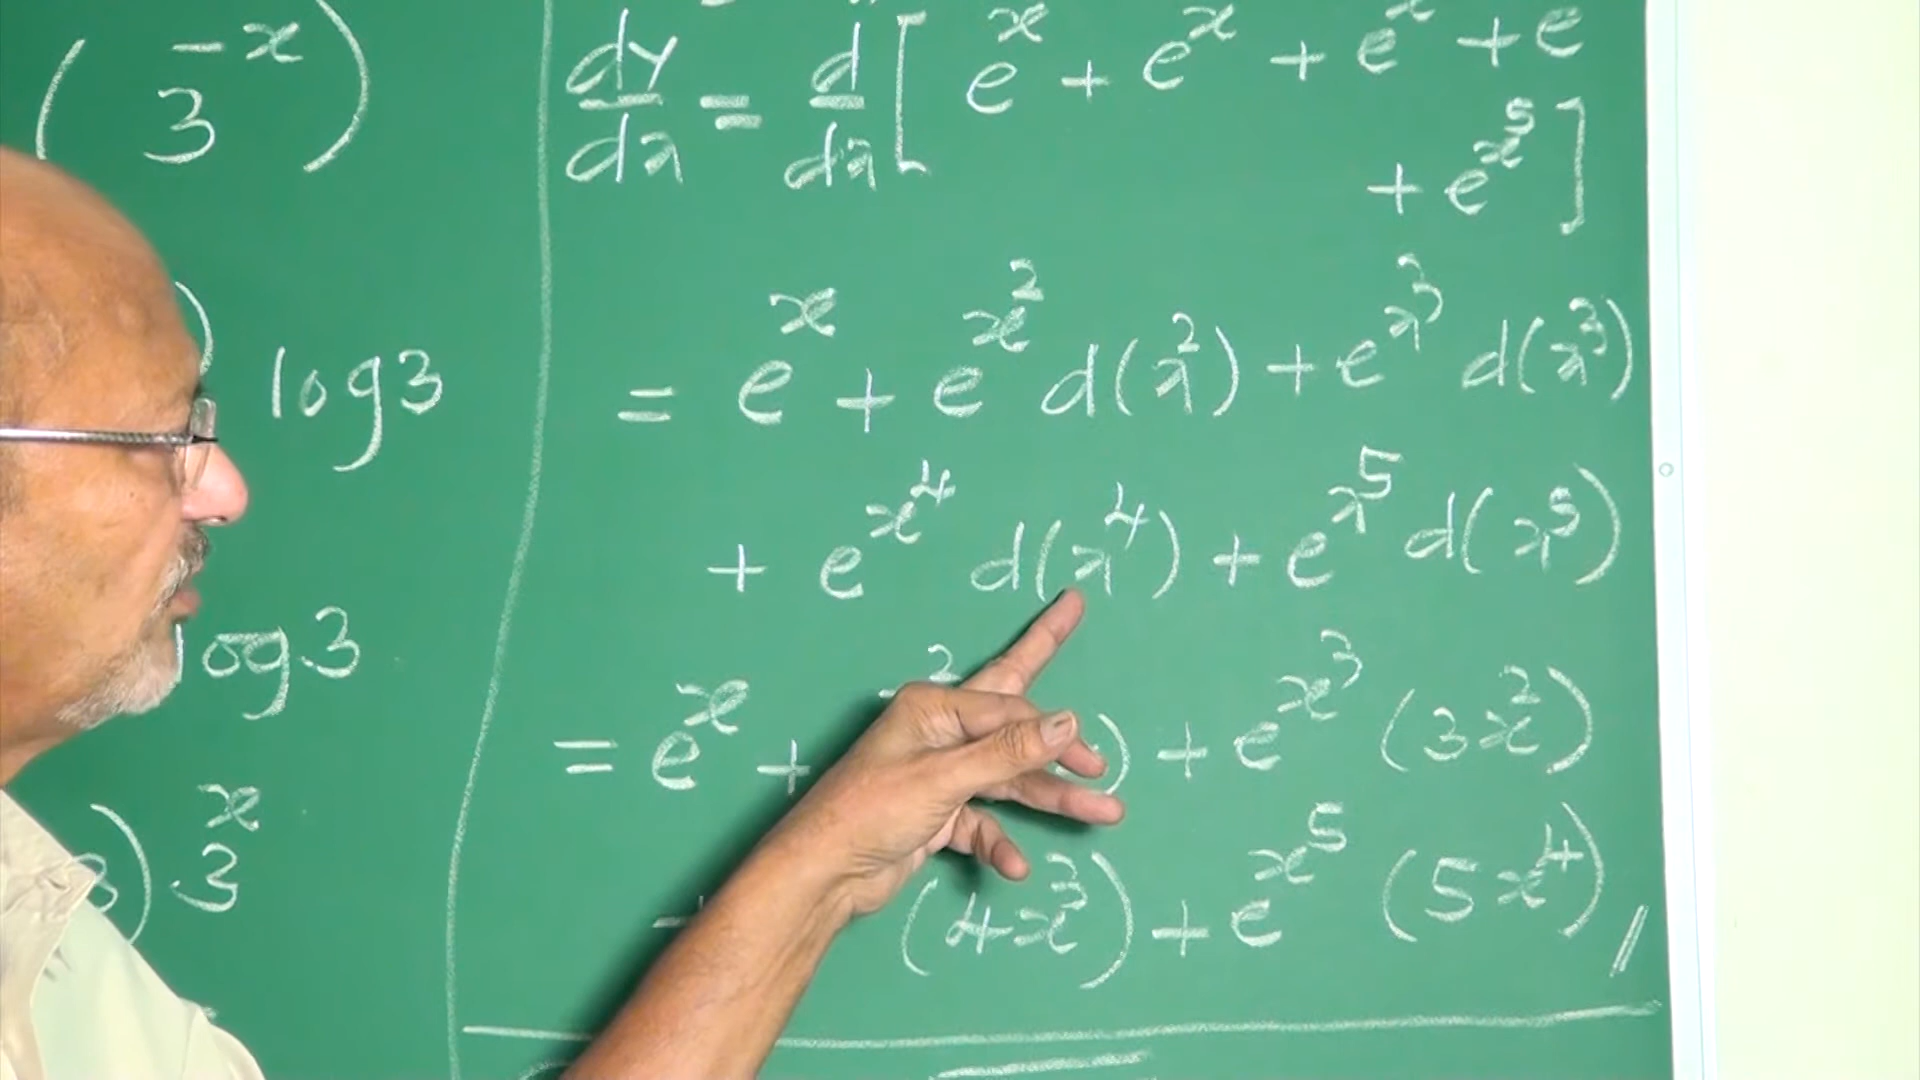 (3^{-x})
log3
log3
3) 3^x
dy/dx = d/dx [ e^x + e^x + e^x + e
+ e^{x^5} ]
= e^x + e^{x^2} d(x^2) + e^{x^3} d(x^3)
+ e^{x^4} d(x^4) + e^{x^5} d(x^5)
= e^x + ) + e^{x^3} (3x^2)
+ (4x^3) + e^{x^5} (5x^4) //